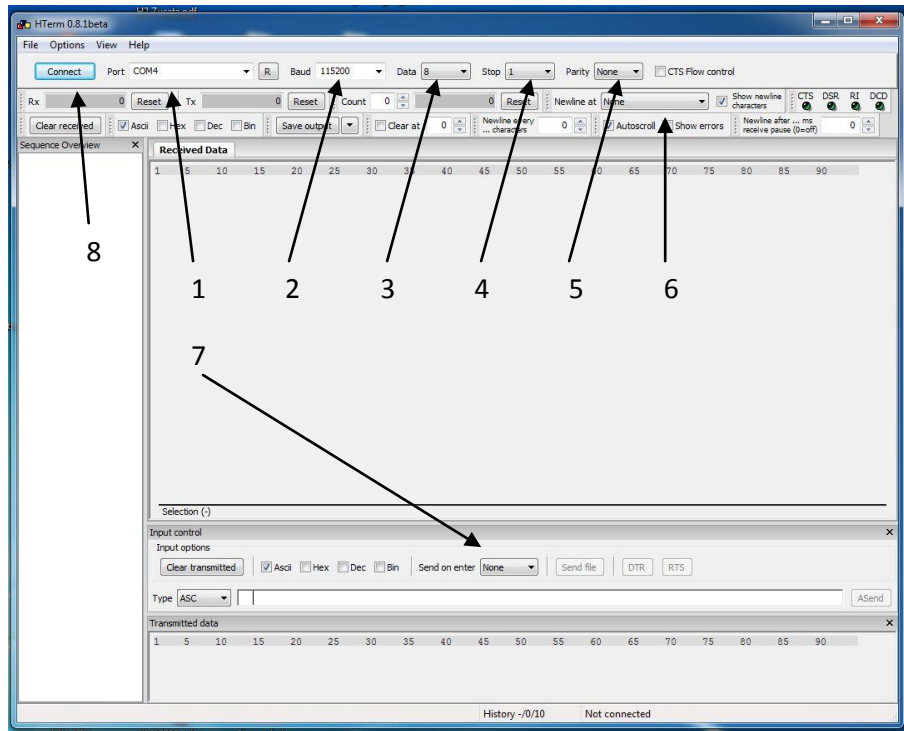 H2 Zusatz.pdf
HTerm 0.8.1beta
File Options View Help
Connect Port COM4 R Baud 115200 Data 8 Stop 1 Parity None CTS Flow control
Rx 0 Reset Tx 0 Reset Count 0 0 Reset Newline at None Show newline characters CTS DSR RI DCD
Clear received Ascii Hex Dec Bin Save output Clear at 0 Newline every ... characters 0 Autoscroll Show errors Newline after ... ms receive pause (0=off) 0
Sequence Overview X Received Data
1 5 10 15 20 25 30 35 40 45 50 55 60 65 70 75 80 85 90
8
1 2 3 4 5 6
7
Selection (-)
Input control X
Input options
Clear transmitted Ascii Hex Dec Bin Send on enter None Send file DTR RTS
Type ASC ASend
Transmitted data X
1 5 10 15 20 25 30 35 40 45 50 55 60 65 70 75 80 85 90
History -/0/10 Not connected